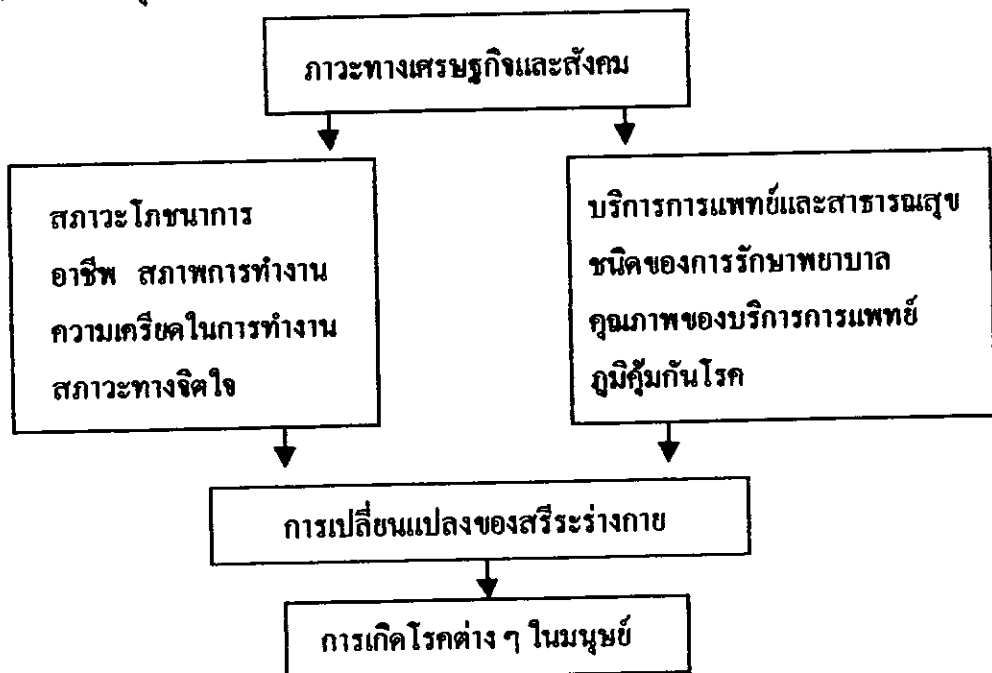 ภาวะทางเศรษฐกิจและสังคม
สภาวะโภชนาการ
อาชีพ สภาพการทำงาน
ความเครียดในการทำงาน
สภาวะทางจิตใจ
บริการการแพทย์และสาธารณสุข
ชนิดของการรักษาพยาบาล
คุณภาพของบริการการแพทย์
ภูมิคุ้มกันโรค
การเปลี่ยนแปลงของสรีระร่างกาย
การเกิดโรคต่าง ๆ ในมนุษย์